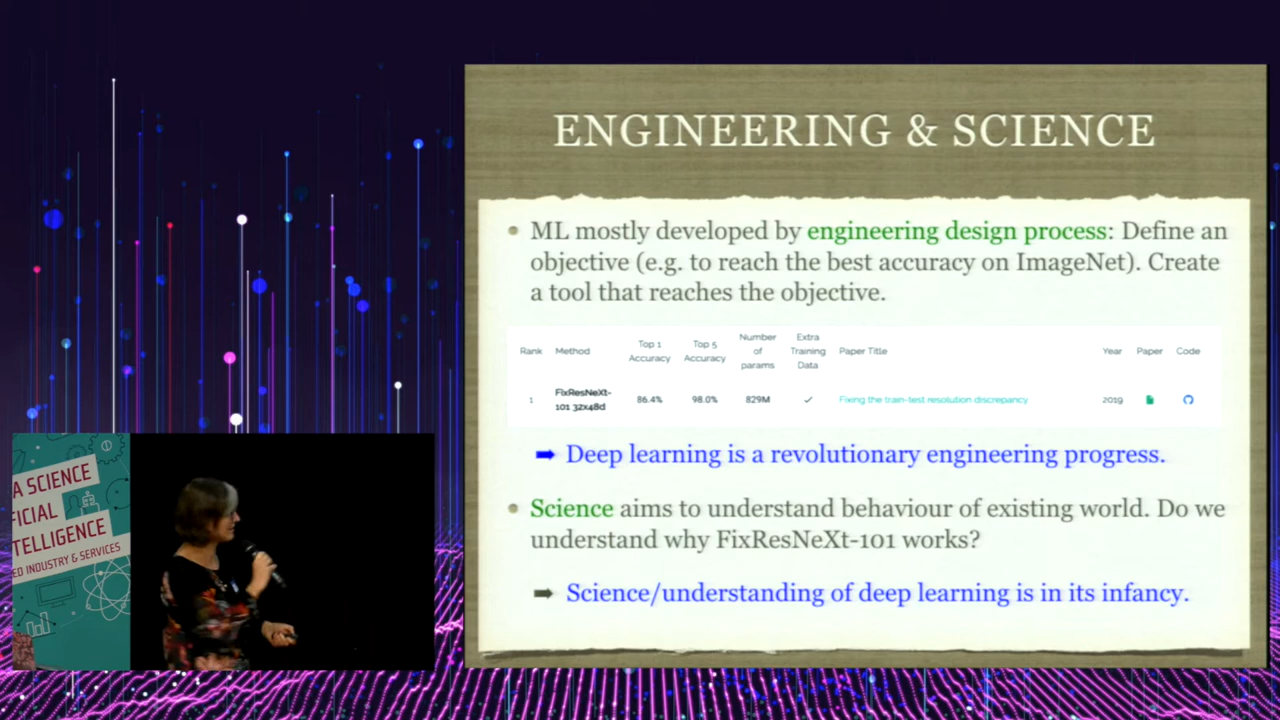 ENGINEERING & SCIENCE
• ML mostly developed by engineering design process: Define an
objective (e.g. to reach the best accuracy on ImageNet). Create
a tool that reaches the objective.
Rank Method Top 1 Accuracy Top 5 Accuracy Number of params Extra Training Data Paper Title Year Paper Code
1 FixResNeXt-101 32x48d 86.4% 98.0% 829M ✓ Fixing the train-test resolution discrepancy 2019
➡ Deep learning is a revolutionary engineering progress.
• Science aims to understand behaviour of existing world. Do we
understand why FixResNeXt-101 works?
➡ Science/understanding of deep learning is in its infancy.
A SCIENCE
FICIAL
TELLIGENCE
ED INDUSTRY & SERVICES